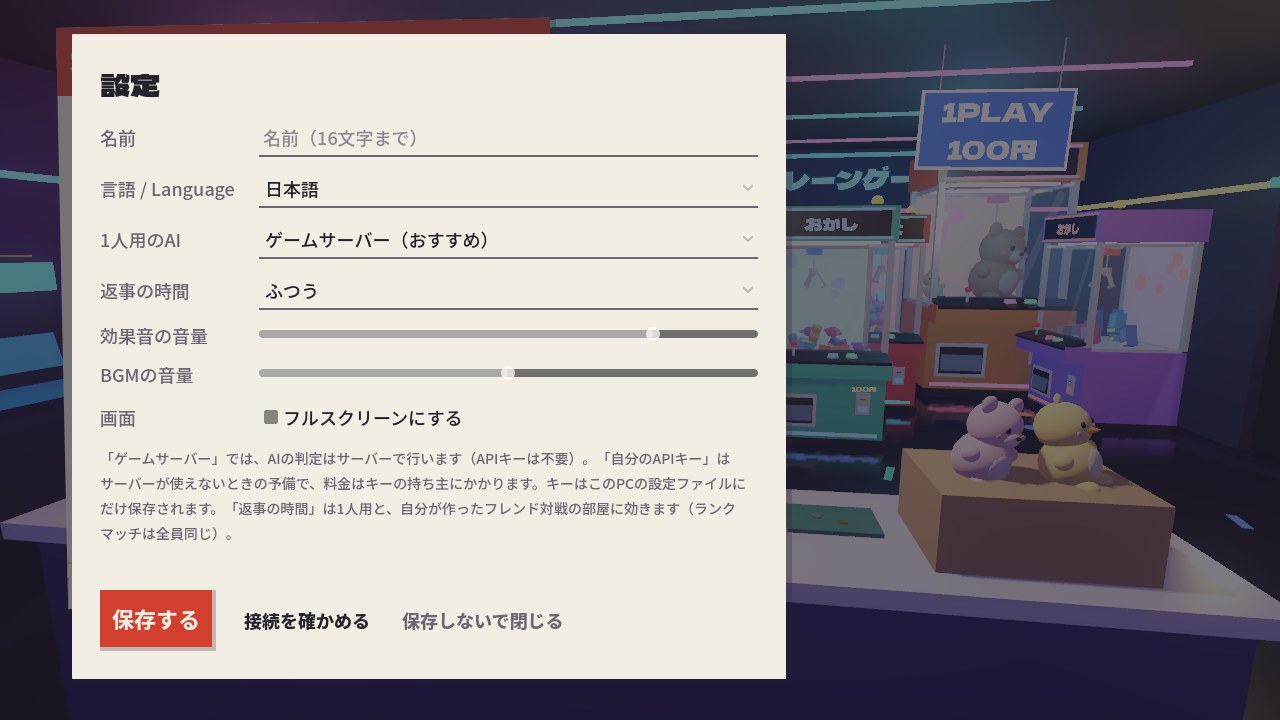 設定
名前
名前（16文字まで）
言語 / Language
日本語
1人用のAI
ゲームサーバー（おすすめ）
返事の時間
ふつう
効果音の音量
BGMの音量
画面
フルスクリーンにする
「ゲームサーバー」では、AIの判定はサーバーで行います（APIキーは不要）。「自分のAPIキー」は
サーバーが使えないときの予備で、料金はキーの持ち主にかかります。キーはこのPCの設定ファイルに
だけ保存されます。「返事の時間」は1人用と、自分が作ったフレンド対戦の部屋に効きます（ランク
マッチは全員同じ）。
保存する
接続を確かめる
保存しないで閉じる
1PLAY
100円
レーンゲー
おかし
おかし
100円